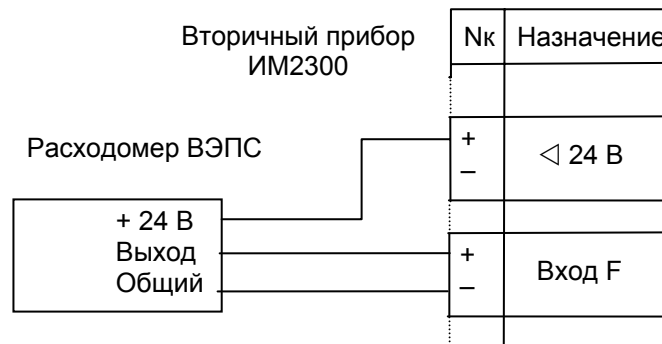 Вторичный прибор
ИМ2300
Nк Назначение
Расходомер ВЭПС
+
–
◁ 24 В
+ 24 В
Выход
Общий
+
–
Вход F